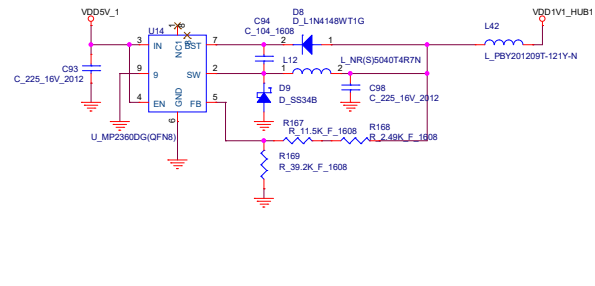 VDD5V_1
C93
C_225_16V_2012
U14
1
8
3
IN
NC1
BST
7
9
9
SW
2
4
EN
GND
FB
5
6
U_MP2360DG(QFN8)
C94
C_104_1608
D8
D_L1N4148WT1G
2
1
L12
1
2
L_NR(S)5040T4R7N
D9
D_SS34B
C98
C_225_16V_2012
R167
R_11.5K_F_1608
R168
R_2.49K_F_1608
R169
R_39.2K_F_1608
VDD1V1_HUB1
L42
L_PBY201209T-121Y-N